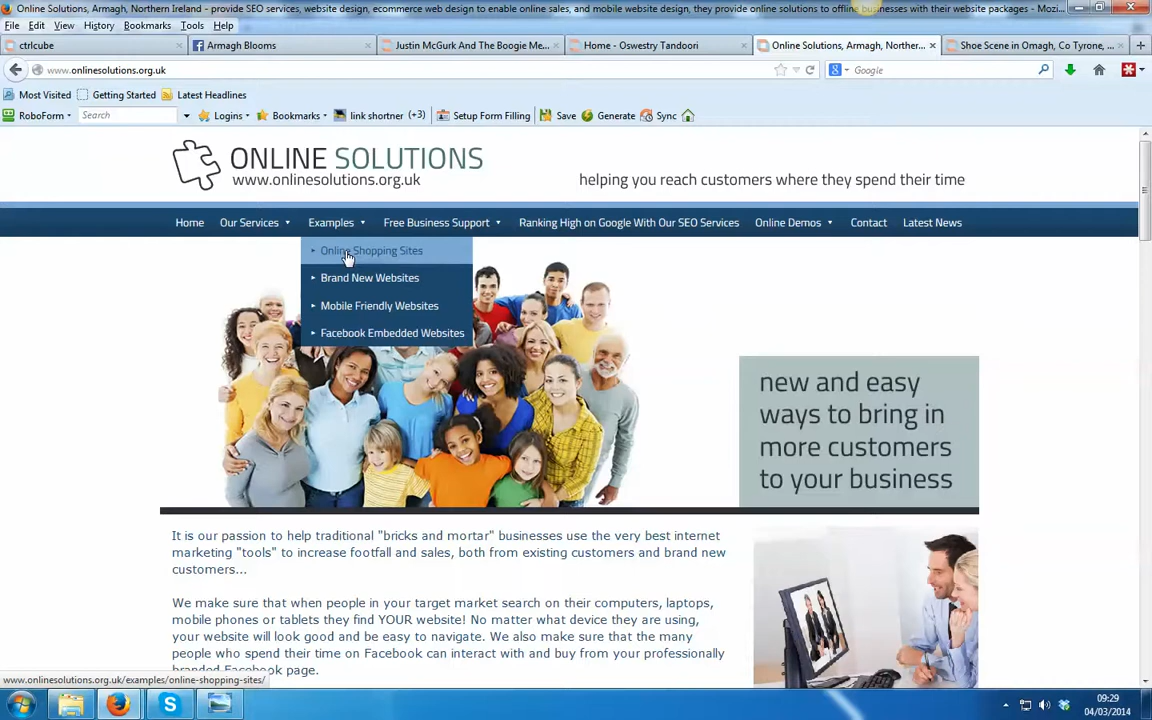 Online Solutions, Armagh, Northern Ireland - provide SEO services, website design, ecommerce web design to enable online sales, and mobile website design, they provide online solutions to offline businesses with their website packages - Mozi...
File Edit View History Bookmarks Tools Help
ctrlcube
Armagh Blooms
Justin McGurk And The Boogie Me...
Home - Oswestry Tandoori
Online Solutions, Armagh, Norther...
Shoe Scene in Omagh, Co Tyrone, ...
www.onlinesolutions.org.uk
Google
Most Visited Getting Started Latest Headlines
RoboForm Search Logins Bookmarks link shortner (+3) Setup Form Filling Save Generate Sync
ONLINE SOLUTIONS
www.onlinesolutions.org.uk
helping you reach customers where they spend their time
Home Our Services Examples Free Business Support Ranking High on Google With Our SEO Services Online Demos Contact Latest News
Online Shopping Sites
Brand New Websites
Mobile Friendly Websites
Facebook Embedded Websites
new and easy
ways to bring in
more customers
to your business
It is our passion to help traditional "bricks and mortar" businesses use the very best internet
marketing "tools" to increase footfall and sales, both from existing customers and brand new
customers...
We make sure that when people in your target market search on their computers, laptops,
mobile phones or tablets they find YOUR website! No matter what device they are using,
your website will look good and be easy to navigate. We also make sure that the many
people who spend their time on Facebook can interact with and buy from your professionally
branded Facebook page.
www.onlinesolutions.org.uk/examples/online-shopping-sites/
09:29
04/03/2014